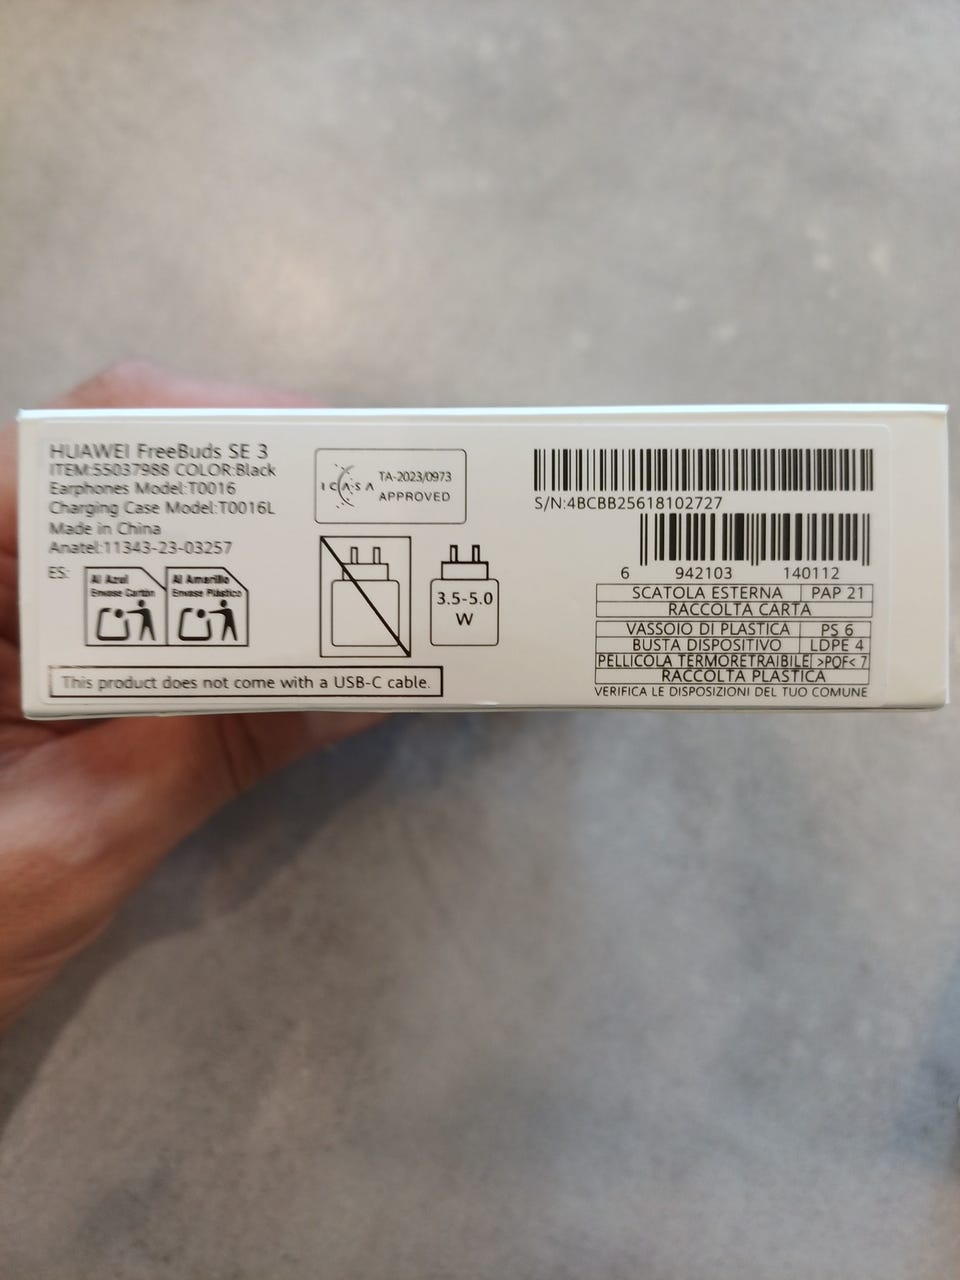 HUAWEI FreeBuds SE 3
ITEM:55037988 COLOR:Black
Earphones Model:T0016
Charging Case Model:T0016L
Made in China
Anatel:11343-23-03257
ES:
Al Azul
Envase Cartón
Al Amarillo
Envase Plástico
This product does not come with a USB-C cable.
ICASA
TA-2023/0973
APPROVED
3.5-5.0
W
S/N:4BCBB25618102727
6 942103 140112
SCATOLA ESTERNA PAP 21
RACCOLTA CARTA
VASSOIO DI PLASTICA PS 6
BUSTA DISPOSITIVO LDPE 4
PELLICOLA TERMORETRAIBILE >POF< 7
RACCOLTA PLASTICA
VERIFICA LE DISPOSIZIONI DEL TUO COMUNE